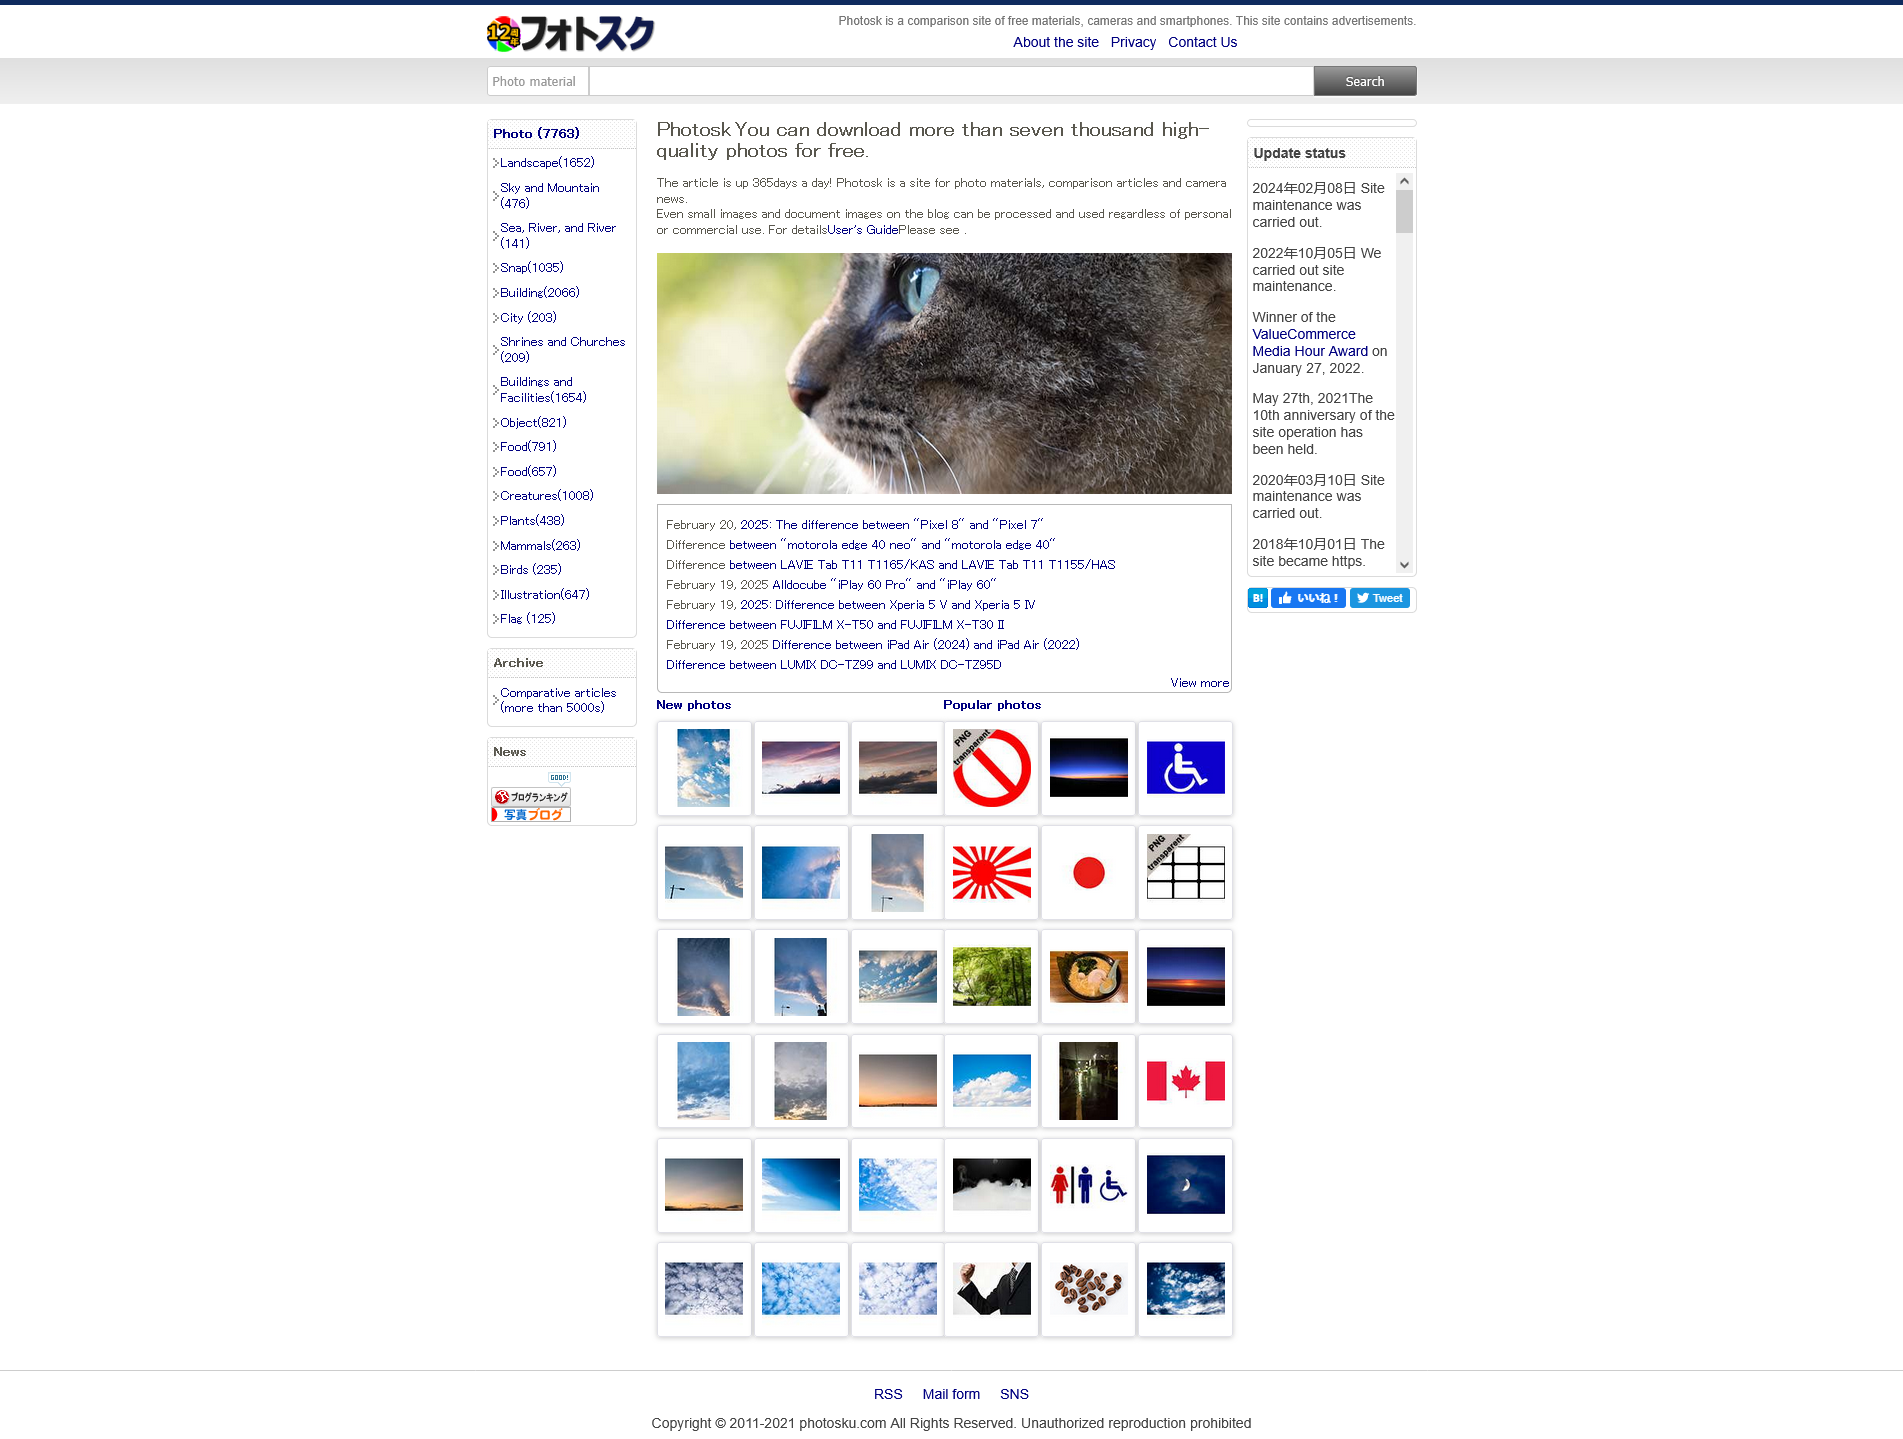 12周年フォトスク
Photosk is a comparison site of free materials, cameras and smartphones. This site contains advertisements.
About the site Privacy Contact Us
Photo material Search
Photo (7763)
Landscape(1652)
Sky and Mountain
(476)
Sea, River, and River
(141)
Snap(1035)
Building(2066)
City (203)
Shrines and Churches
(209)
Buildings and
Facilities(1654)
Object(821)
Food(791)
Food(657)
Creatures(1008)
Plants(438)
Mammals(263)
Birds (235)
Illustration(647)
Flag (125)
Archive
Comparative articles
(more than 5000s)
News
GOOD!
ブログランキング
写真ブログ
Photosk You can download more than seven thousand high-
quality photos for free.
The article is up 365days a day! Photosk is a site for photo materials, comparison articles and camera
news.
Even small images and document images on the blog can be processed and used regardless of personal
or commercial use. For detailsUser's GuidePlease see .
February 20, 2025: The difference between "Pixel 8" and "Pixel 7"
Difference between "motorola edge 40 neo" and "motorola edge 40"
Difference between LAVIE Tab T11 T1165/KAS and LAVIE Tab T11 T1155/HAS
February 19, 2025 Alldocube "iPlay 60 Pro" and "iPlay 60"
February 19, 2025: Difference between Xperia 5 V and Xperia 5 IV
Difference between FUJIFILM X-T50 and FUJIFILM X-T30 II
February 19, 2025 Difference between iPad Air (2024) and iPad Air (2022)
Difference between LUMIX DC-TZ99 and LUMIX DC-TZ95D
View more
New photos
Popular photos
PNG
transparent
PNG
transparent
Update status
2024年02月08日 Site
maintenance was
carried out.
2022年10月05日 We
carried out site
maintenance.
Winner of the
ValueCommerce
Media Hour Award on
January 27, 2022.
May 27th, 2021The
10th anniversary of the
site operation has
been held.
2020年03月10日 Site
maintenance was
carried out.
2018年10月01日 The
site became https.
B! いいね! Tweet
RSS Mail form SNS
Copyright © 2011-2021 photosku.com All Rights Reserved. Unauthorized reproduction prohibited